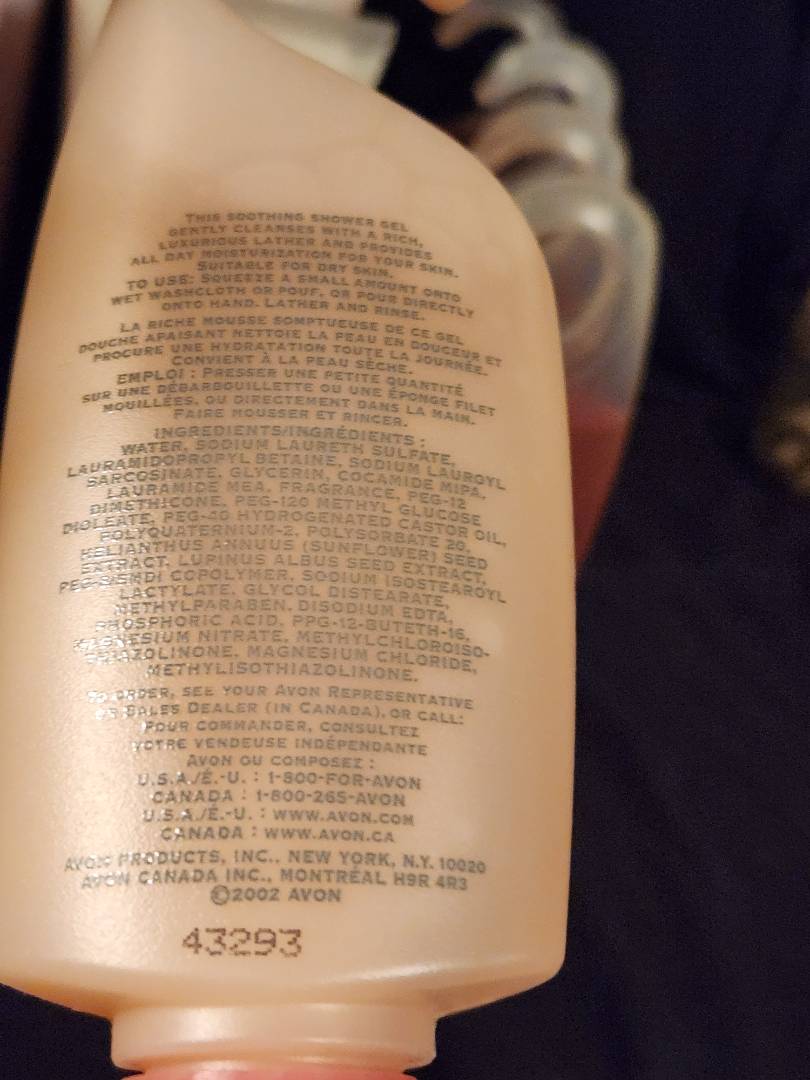 THIS SOOTHING SHOWER GEL
GENTLY CLEANSES WITH A RICH,
LUXURIOUS LATHER AND PROVIDES
ALL DAY MOISTURIZATION FOR YOUR SKIN.
SUITABLE FOR DRY SKIN.
TO USE: SQUEEZE A SMALL AMOUNT ONTO
WET WASHCLOTH OR POUF, OR POUR DIRECTLY
ONTO HAND. LATHER AND RINSE.
LA RICHE MOUSSE SOMPTUEUSE DE CE GEL
DOUCHE APAISANT NETTOIE LA PEAU EN DOUCEUR ET
PROCURE UNE HYDRATATION TOUTE LA JOURNÉE.
CONVIENT À LA PEAU SÈCHE.
EMPLOI : PRESSER UNE PETITE QUANTITÉ
SUR UNE DÉBARBOUILLETTE OU UNE ÉPONGE FILET
MOUILLÉES, OU DIRECTEMENT DANS LA MAIN.
FAIRE MOUSSER ET RINCER.
INGREDIENTS/INGRÉDIENTS :
WATER, SODIUM LAURETH SULFATE,
LAURAMIDOPROPYL BETAINE, SODIUM LAUROYL
SARCOSINATE, GLYCERIN, COCAMIDE MIPA,
LAURAMIDE MEA, FRAGRANCE, PEG-12
DIMETHICONE, PEG-120 METHYL GLUCOSE
DIOLEATE, PEG-40 HYDROGENATED CASTOR OIL,
POLYQUATERNIUM-2, POLYSORBATE 20,
HELIANTHUS ANNUUS (SUNFLOWER) SEED
EXTRACT, LUPINUS ALBUS SEED EXTRACT,
PEG-8/SMDI COPOLYMER, SODIUM ISOSTEAROYL
LACTYLATE, GLYCOL DISTEARATE,
METHYLPARABEN, DISODIUM EDTA,
PHOSPHORIC ACID, PPG-12-BUTETH-16,
MAGNESIUM NITRATE, METHYLCHLOROISO-
THIAZOLINONE, MAGNESIUM CHLORIDE,
METHYLISOTHIAZOLINONE.
TO ORDER, SEE YOUR AVON REPRESENTATIVE
OR SALES DEALER (IN CANADA), OR CALL:
POUR COMMANDER, CONSULTEZ
VOTRE VENDEUSE INDÉPENDANTE
AVON OU COMPOSEZ :
U.S.A./É.-U. : 1-800-FOR-AVON
CANADA : 1-800-265-AVON
U.S.A./É.-U. : WWW.AVON.COM
CANADA : WWW.AVON.CA
AVON PRODUCTS, INC., NEW YORK, N.Y. 10020
AVON CANADA INC., MONTRÉAL H9R 4R3
©2002 AVON
43293